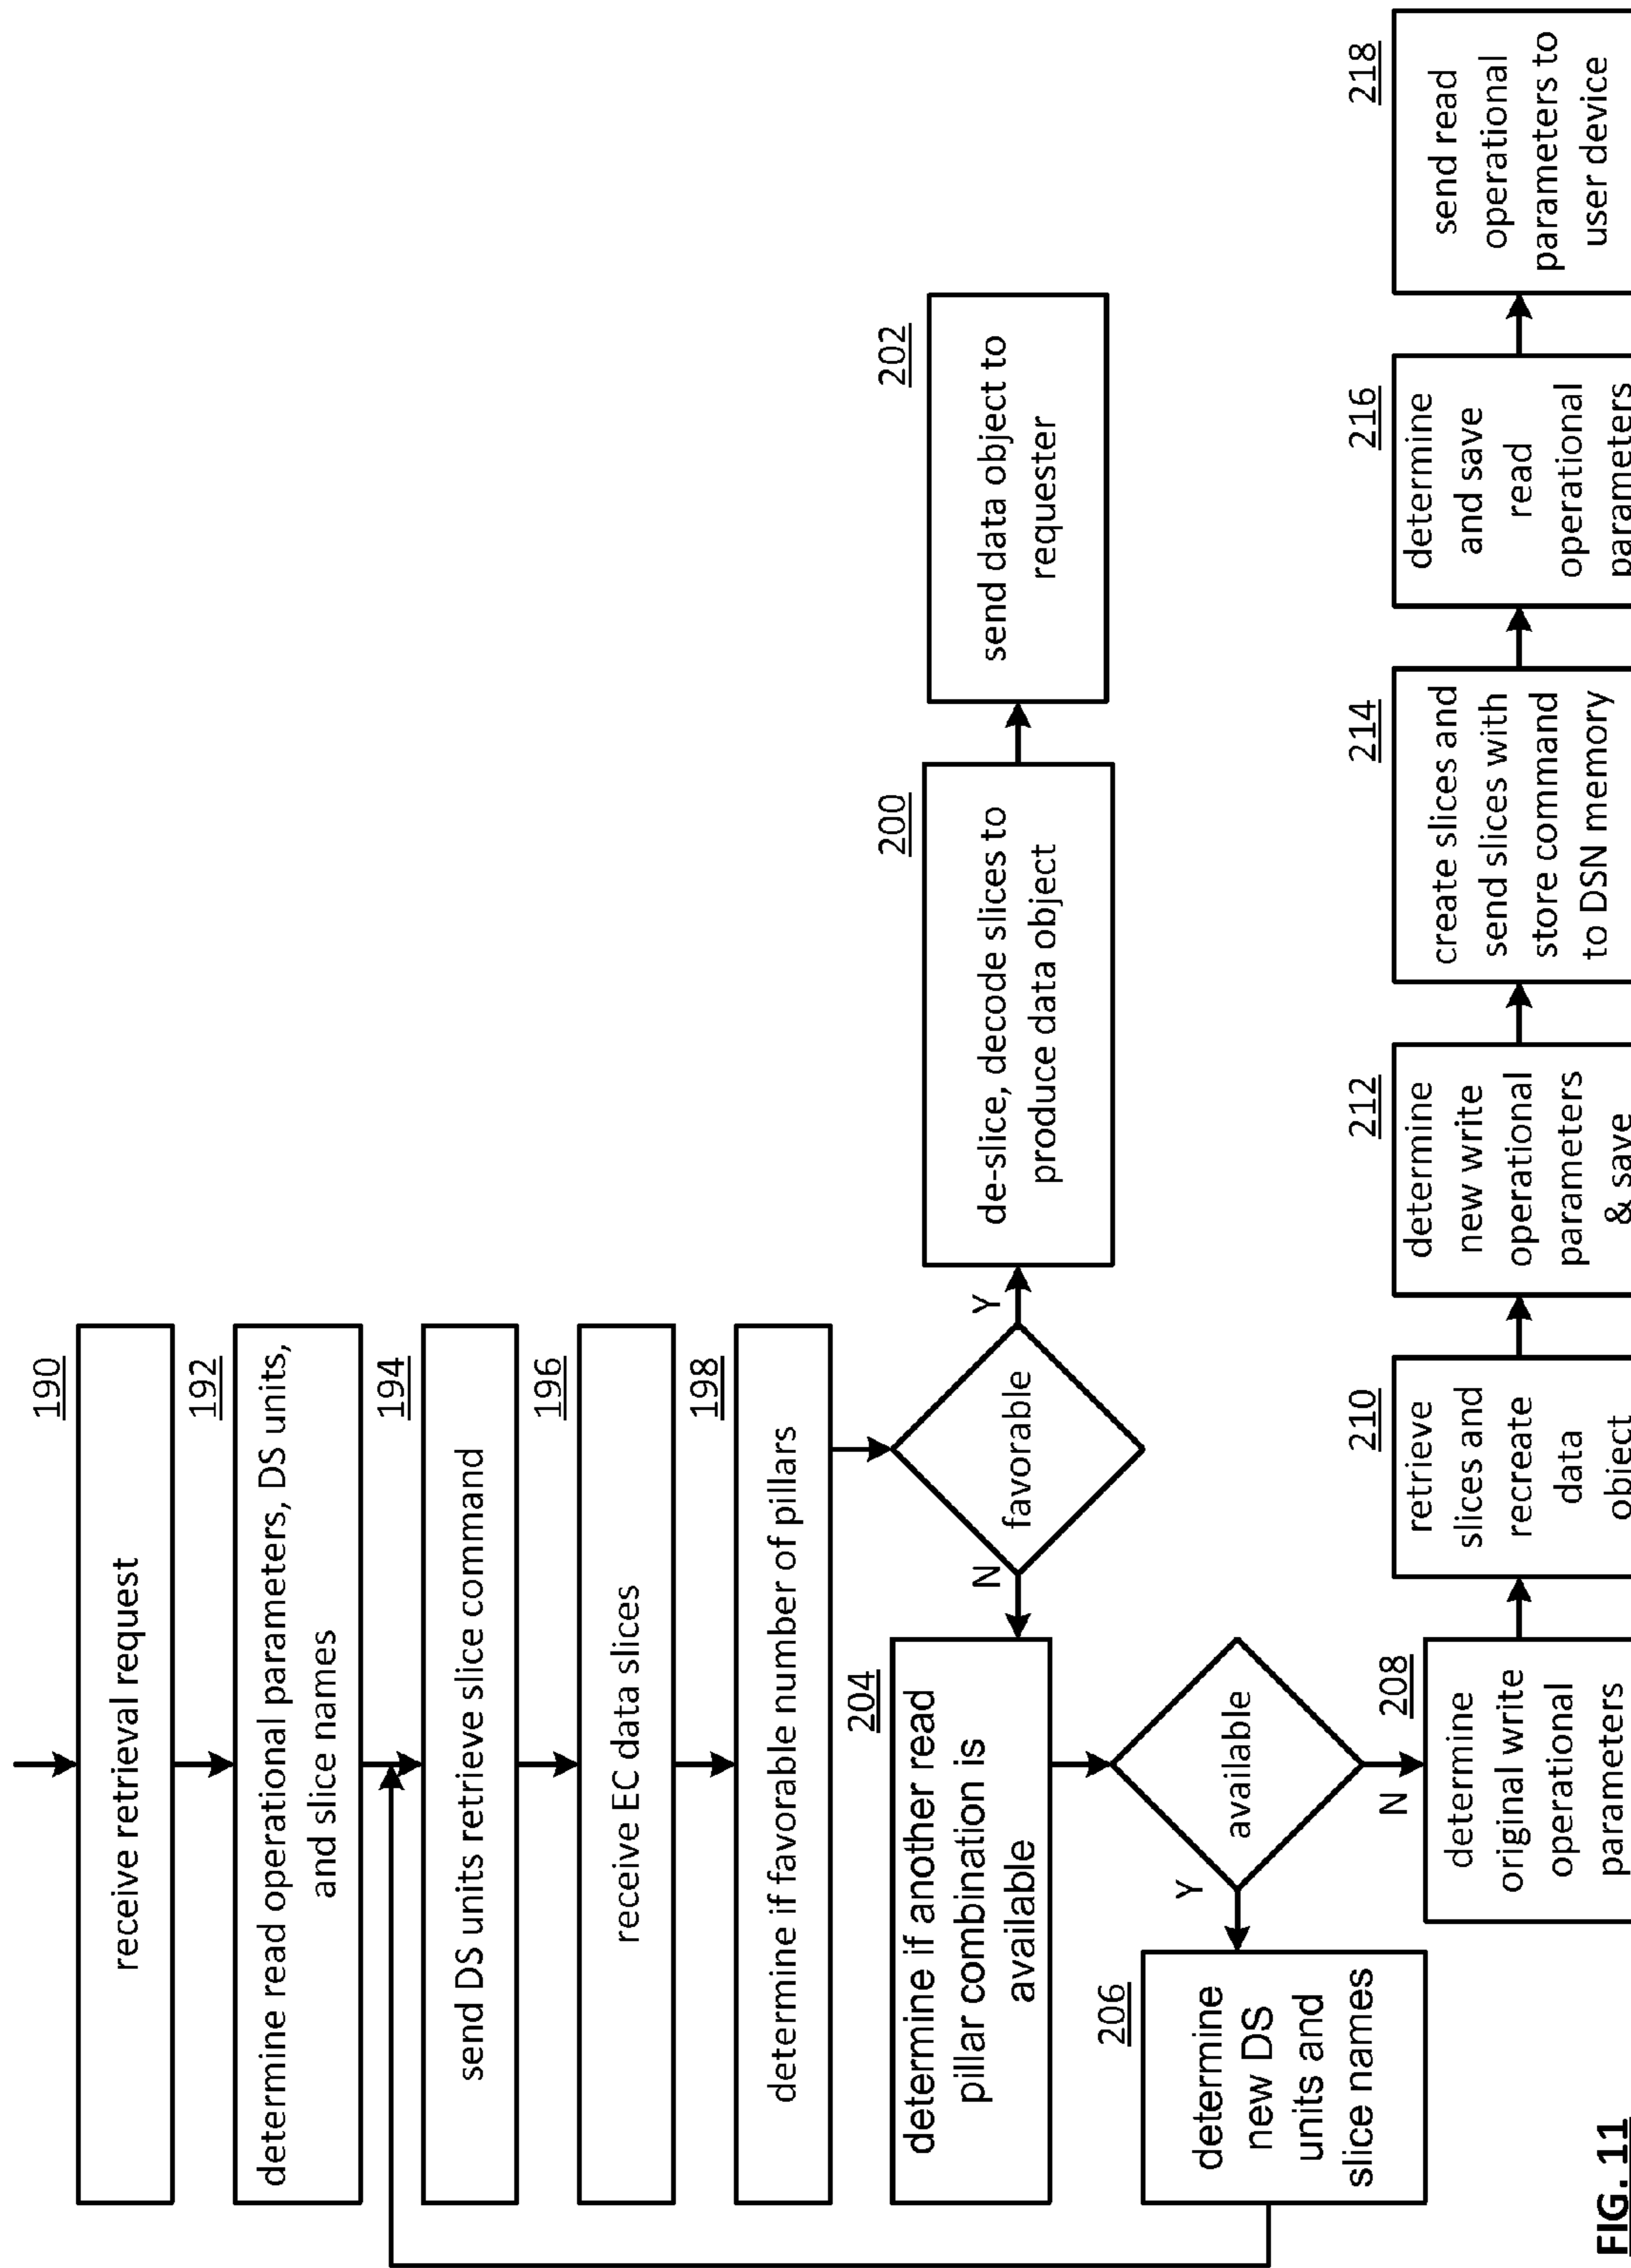 190
receive retrieval request
192
determine read operational parameters, DS units,
and slice names
194
send DS units retrieve slice command
196
receive EC data slices
198
determine if favorable number of pillars
favorable
Y
N
200
de-slice, decode slices to
produce data object
202
send data object to
requester
204
determine if another read
pillar combination is
available
available
Y
N
206
determine
new DS
units and
slice names
208
determine
original write
operational
parameters
210
retrieve
slices and
recreate
data
object
212
determine
new write
operational
parameters
& save
214
create slices and
send slices with
store command
to DSN memory
216
determine
and save
read
operational
parameters
218
send read
operational
parameters to
user device
FIG. 11